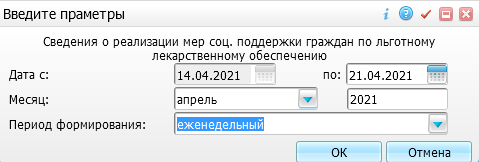 Введите праметры
Сведения о реализации мер соц. поддержки граждан по льготному
лекарственному обеспечению
Дата с: 14.04.2021 по: 21.04.2021
Месяц: апрель 2021
Период формирования: еженедельный
ОК Отмена